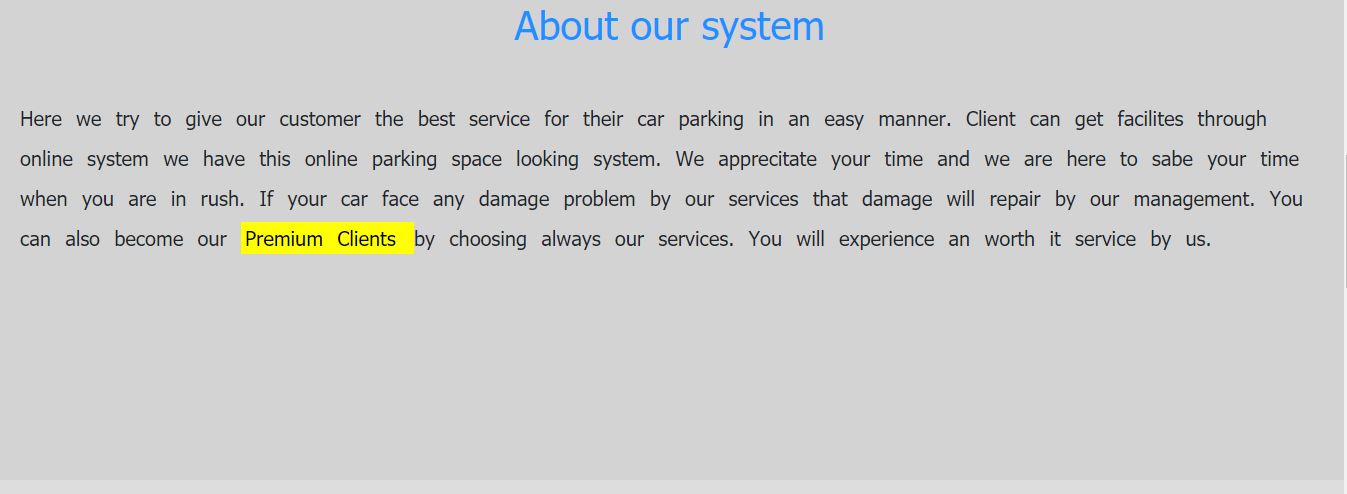 About our system
Here we try to give our customer the best service for their car parking in an easy manner. Client can get facilites through
online system we have this online parking space looking system. We apprecitate your time and we are here to sabe your time
when you are in rush. If your car face any damage problem by our services that damage will repair by our management. You
can also become our Premium Clients by choosing always our services. You will experience an worth it service by us.